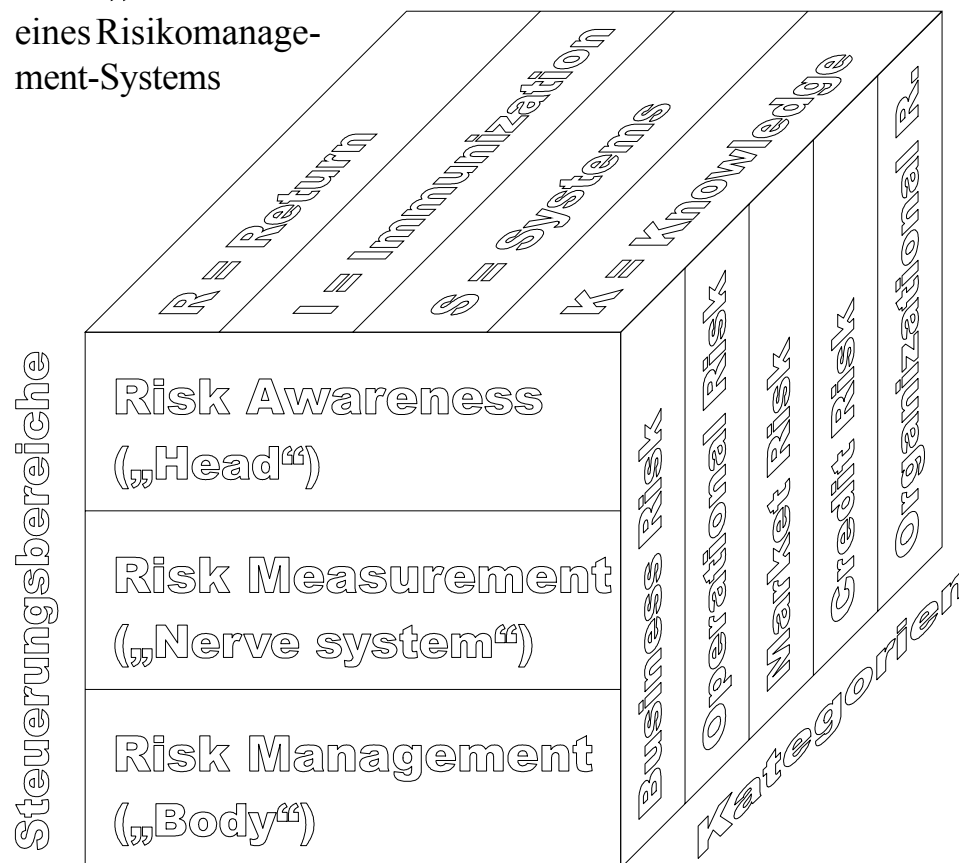 eines Risikomanage-
ment-Systems
R = Return
I = Immunization
S = Systems
K = Knowledge
Steuerungsbereiche
Risk Awareness
(„Head“)
Risk Measurement
(„Nerve system“)
Risk Management
(„Body“)
Business Risk
Operational Risk
Market Risk
Credit Risk
Organizational R.
Kategorien